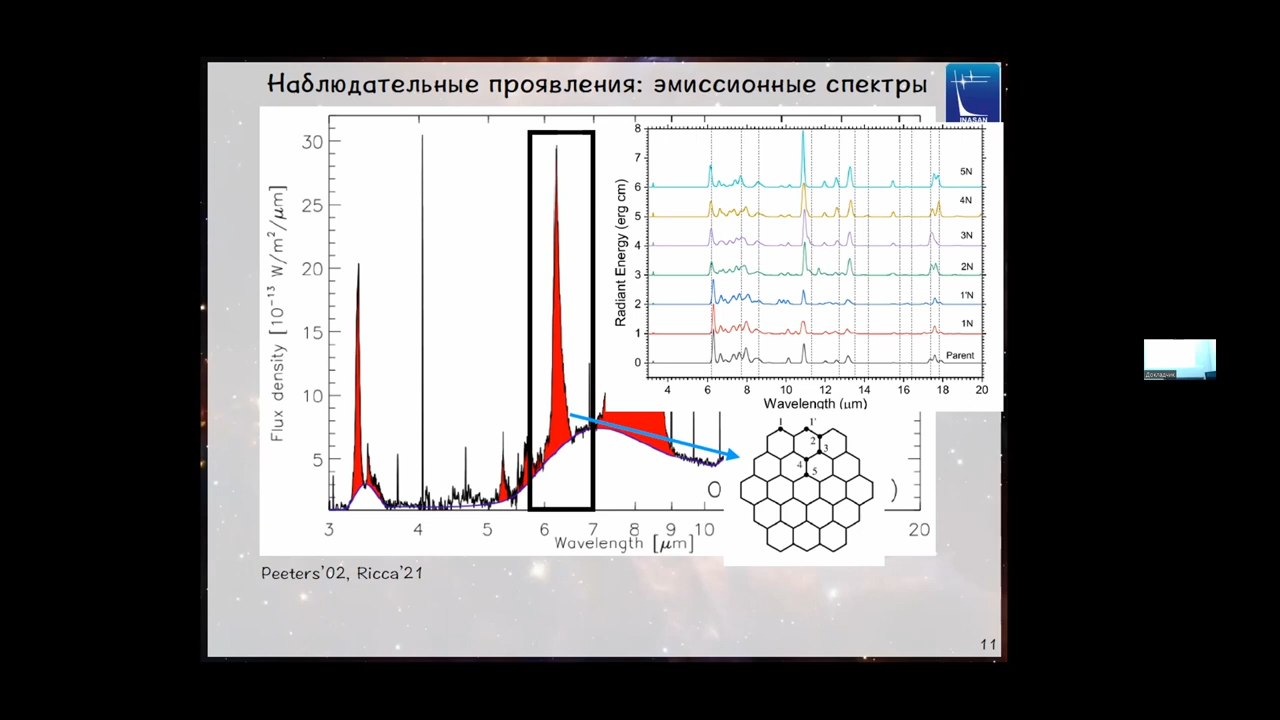 Наблюдательные проявления: эмиссионные спектры
INASAN
30
25
20
15
10
5
Flux density [10⁻¹³ W/m²/μm]
3 4 5 6 7 8 9 10 20
Wavelength [μm]
O )
8
7
6
5
4
3
2
1
0
Radiant Energy (erg cm)
5N
4N
3N
2N
1'N
1N
Parent
4 6 8 10 12 14 16 18 20
Wavelength (μm)
1 1'
2
3
4
5
Peeters'02, Ricca'21
11
Докладчик